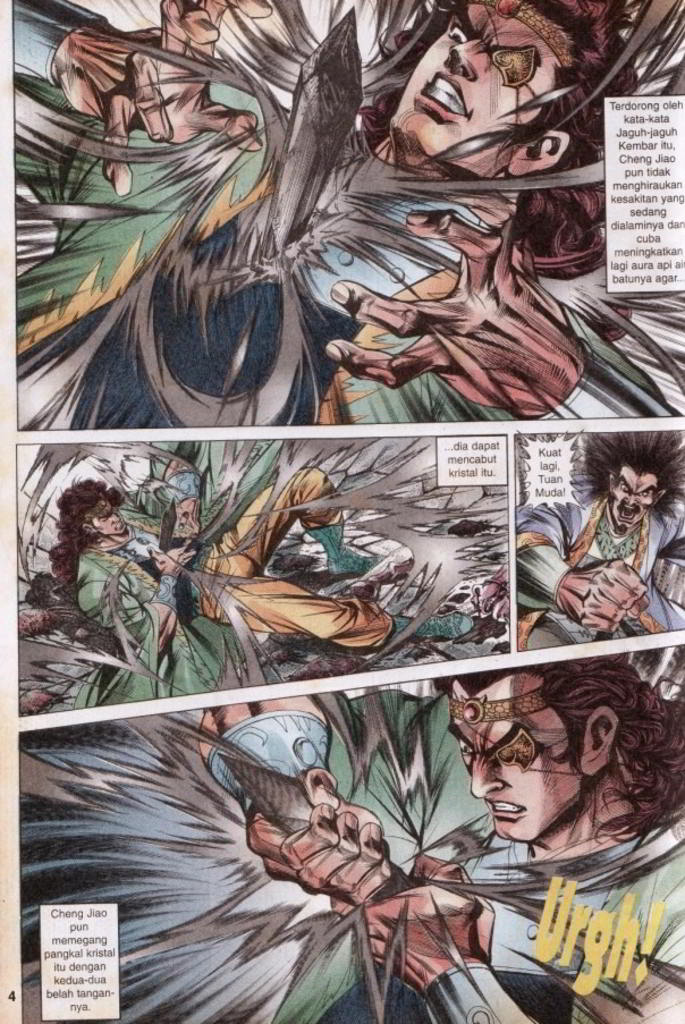 Terdorong oleh
kata-kata
Jaguh-jaguh
Kembar itu,
Cheng Jiao
pun tidak
menghiraukan
kesakitan yang
sedang
dialaminya dan
cuba
meningkatkan
lagi aura api air
batunya agar...
...dia dapat
mencabut
kristal itu.
Kuat
lagi,
Tuan
Muda!
Cheng Jiao
pun
memegang
pangkal kristal
itu dengan
kedua-dua
belah tangan-
nya.
Urgh!
4